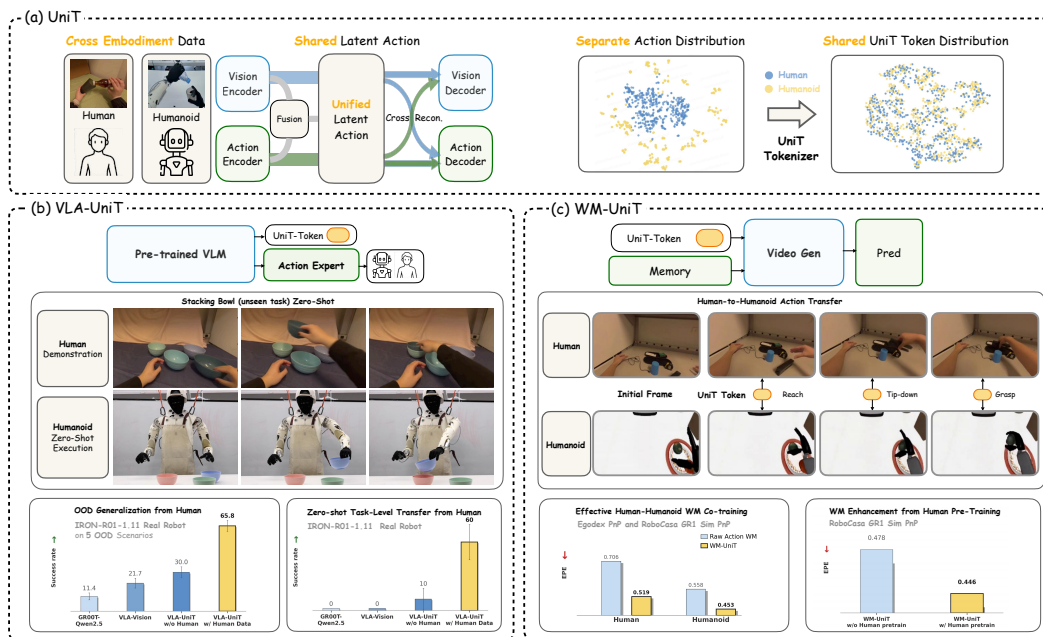 (a) UniT
Cross Embodiment Data
Shared Latent Action
Separate Action Distribution
Shared UniT Token Distribution
Human
Humanoid
Vision
Encoder
Action
Encoder
Fusion
Unified
Latent
Action
Cross Recon.
Vision
Decoder
Action
Decoder
Human
Humanoid
UniT
Tokenizer
(b) VLA-UniT
Pre-trained VLM
UniT-Token
Action Expert
Stacking Bowl (unseen task) Zero-Shot
Human
Demonstration
Humanoid
Zero-Shot
Execution
OOD Generalization from Human
IRON-R01-1.11 Real Robot
on 5 OOD Scenarios
Success rate ↑
11.4
21.7
30.0
65.8
GR00T-
Qwen2.5
VLA-Vision
VLA-UniT
w/o Human
VLA-UniT
w/ Human Data
Zero-shot Task-Level Transfer from Human
IRON-R01-1.11 Real Robot
Success rate ↑
0
0
10
60
GR00T-
Qwen2.5
VLA-Vision
VLA-UniT
w/o Human
VLA-UniT
w/ Human Data
(c) WM-UniT
UniT-Token
Memory
Video Gen
Pred
Human-to-Humanoid Action Transfer
Human
Initial Frame
UniT Token
Reach
Tip-down
Grasp
Humanoid
Effective Human-Humanoid WM Co-training
Egodex PnP and RoboCasa GR1 Sim PnP
Raw Action WM
WM-UniT
EPE ↓
0.706
0.519
0.558
0.453
Human
Humanoid
WM Enhancement from Human Pre-Training
RoboCasa GR1 Sim PnP
EPE ↓
0.478
0.446
WM-UniT
w/o Human pretrain
WM-UniT
w/ Human pretrain